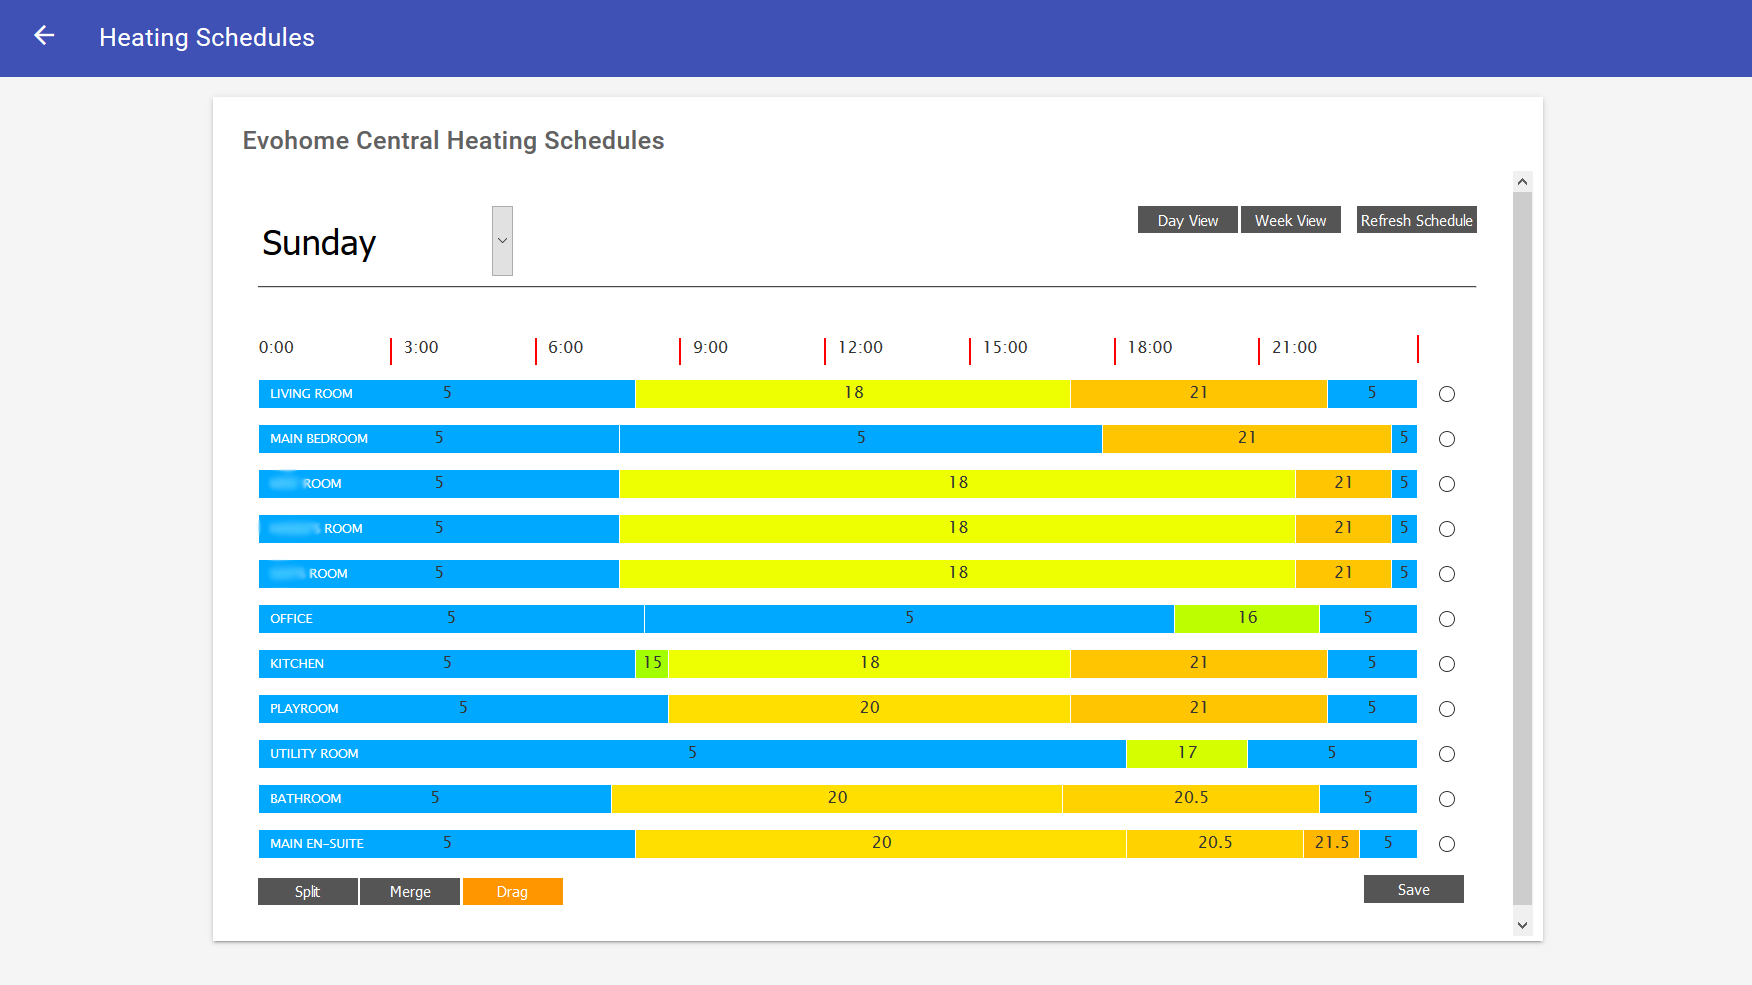 Heating Schedules
Evohome Central Heating Schedules
Sunday
Day View Week View Refresh Schedule
0:00 3:00 6:00 9:00 12:00 15:00 18:00 21:00
LIVING ROOM 5 18 21 5
MAIN BEDROOM 5 5 21 5
ROOM 5 18 21 5
ROOM 5 18 21 5
ROOM 5 18 21 5
OFFICE 5 5 16 5
KITCHEN 5 15 18 21 5
PLAYROOM 5 20 21 5
UTILITY ROOM 5 17 5
BATHROOM 5 20 20.5 5
MAIN EN-SUITE 5 20 20.5 21.5 5
Split Merge Drag Save